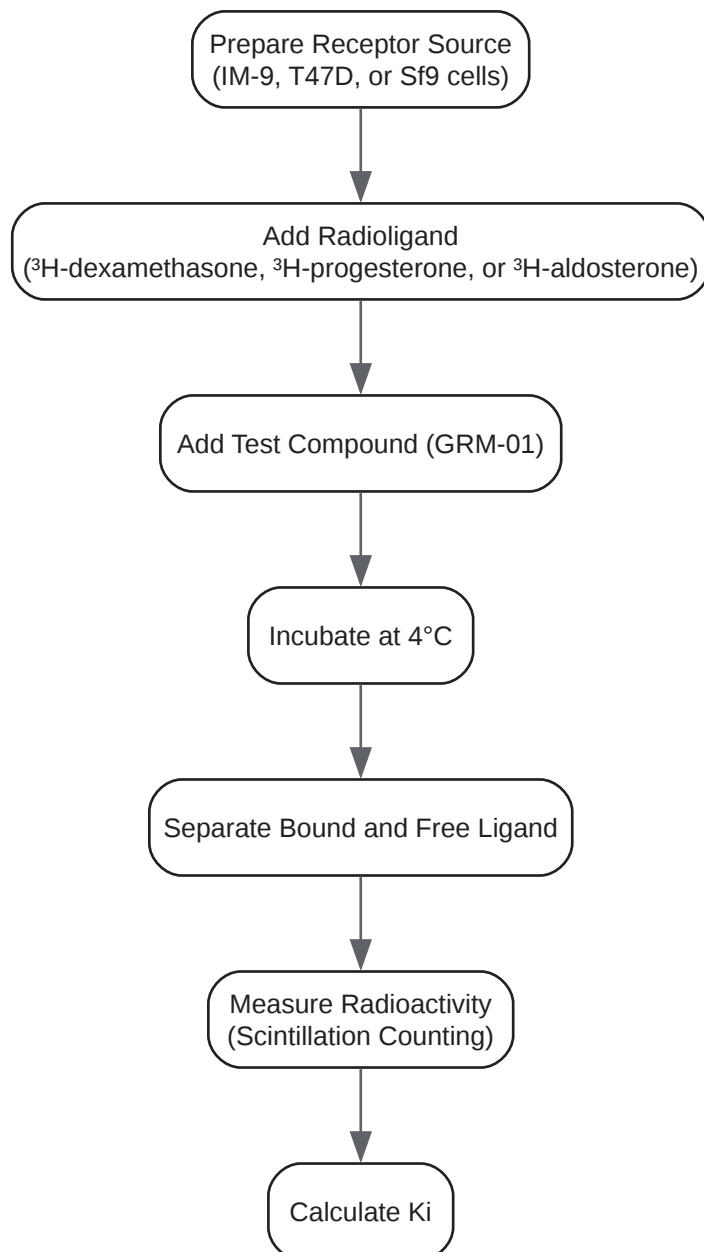 Prepare Receptor Source
(IM-9, T47D, or Sf9 cells)
Add Radioligand
(³H-dexamethasone, ³H-progesterone, or ³H-aldosterone)
Add Test Compound (GRM-01)
Incubate at 4°C
Separate Bound and Free Ligand
Measure Radioactivity
(Scintillation Counting)
Calculate Ki